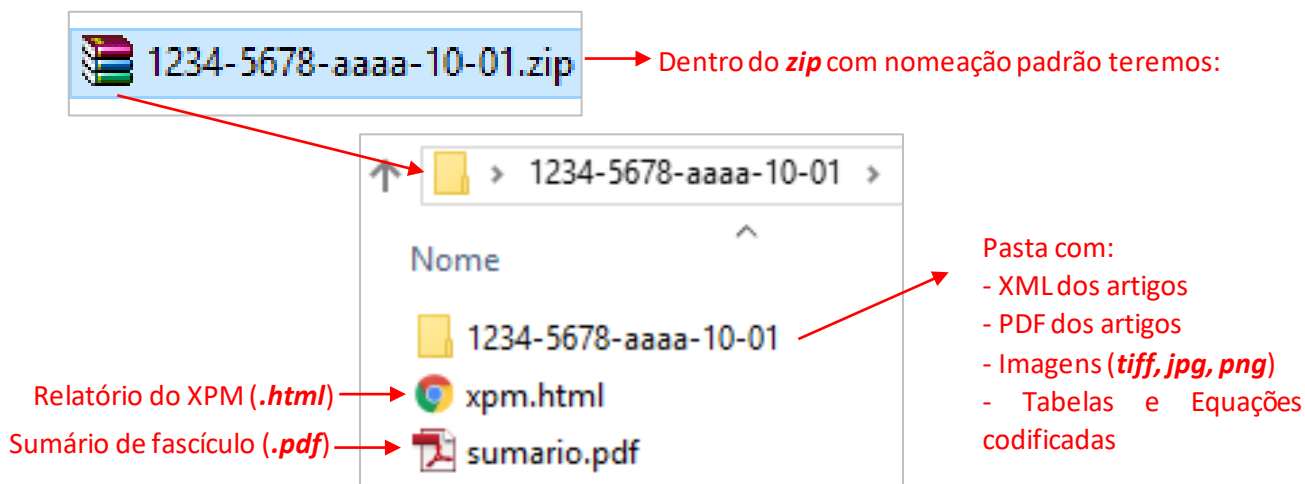 1234-5678-aaaa-10-01.zip
Dentro do zip com nomeação padrão teremos:
1234-5678-aaaa-10-01
Nome
1234-5678-aaaa-10-01
xpm.html
sumario.pdf
Relatório do XPM (.html)
Sumário de fascículo (.pdf)
Pasta com:
- XML dos artigos
- PDF dos artigos
- Imagens (tiff, jpg, png)
- Tabelas e Equações
codificadas